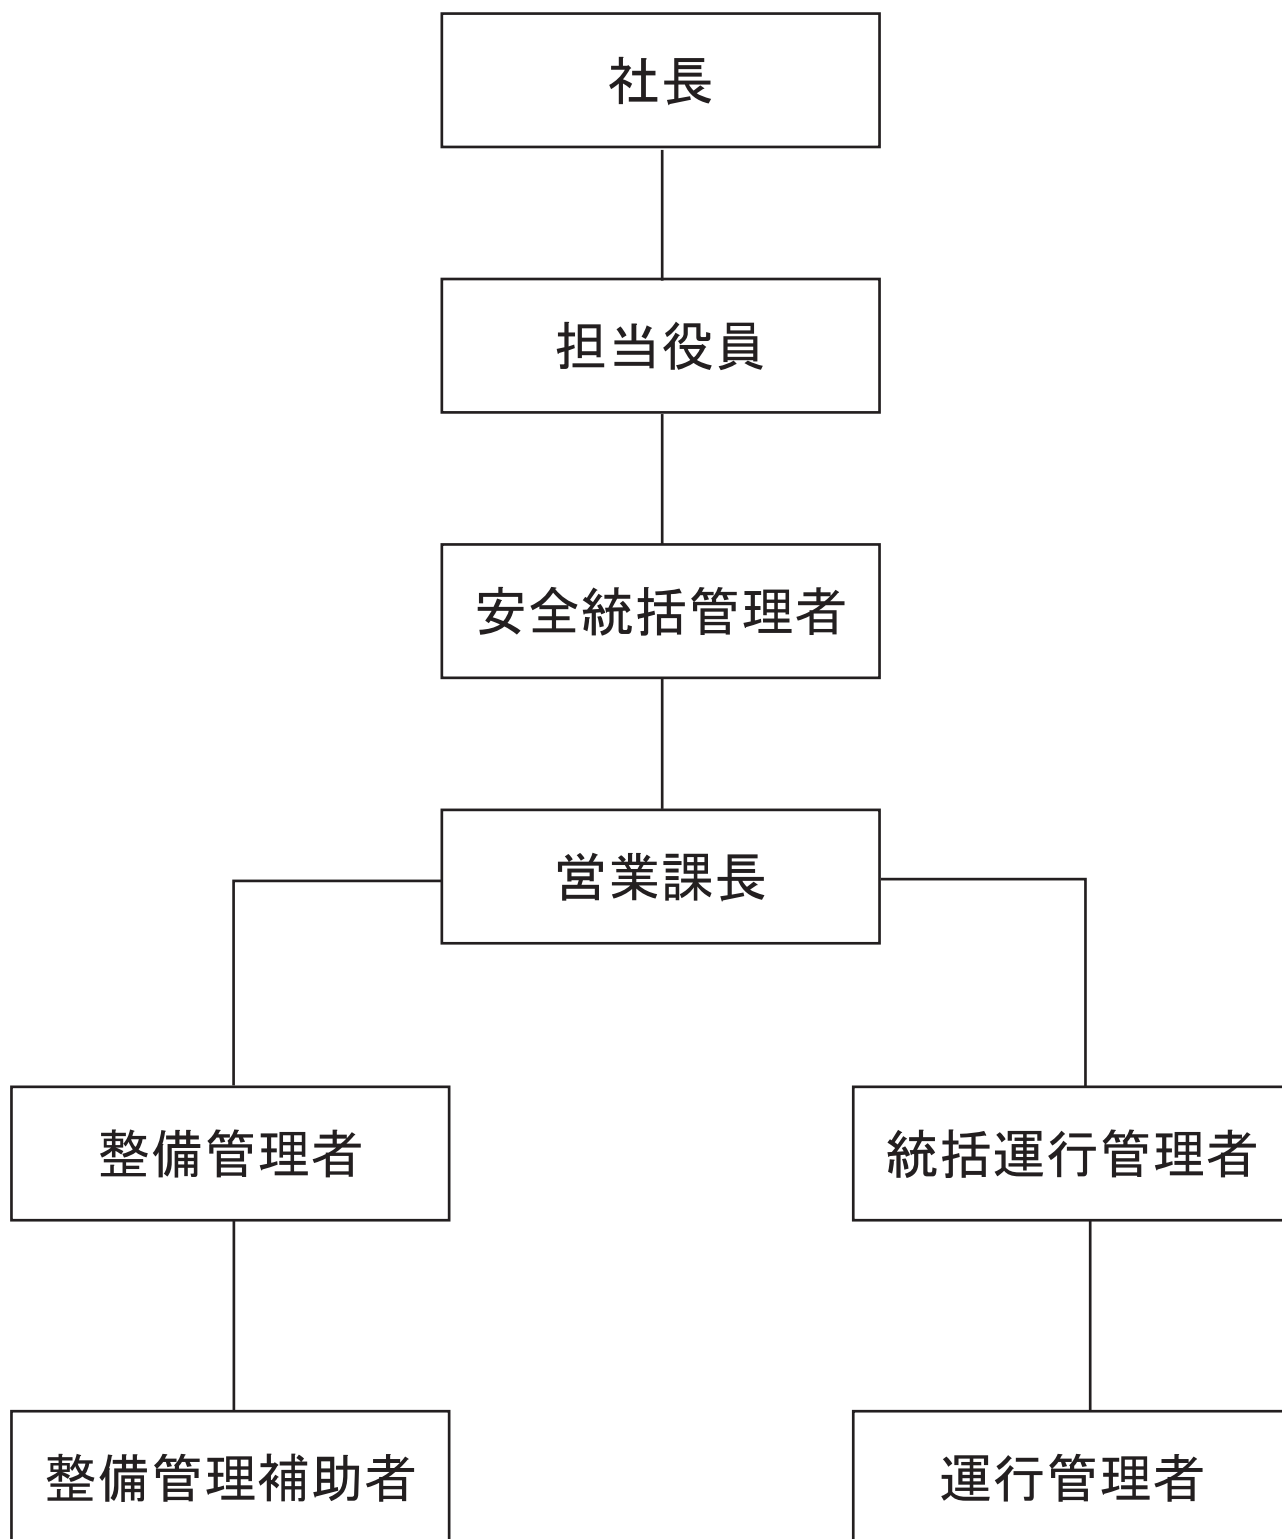 社長
担当役員
安全統括管理者
営業課長
整備管理者
統括運行管理者
整備管理補助者
運行管理者